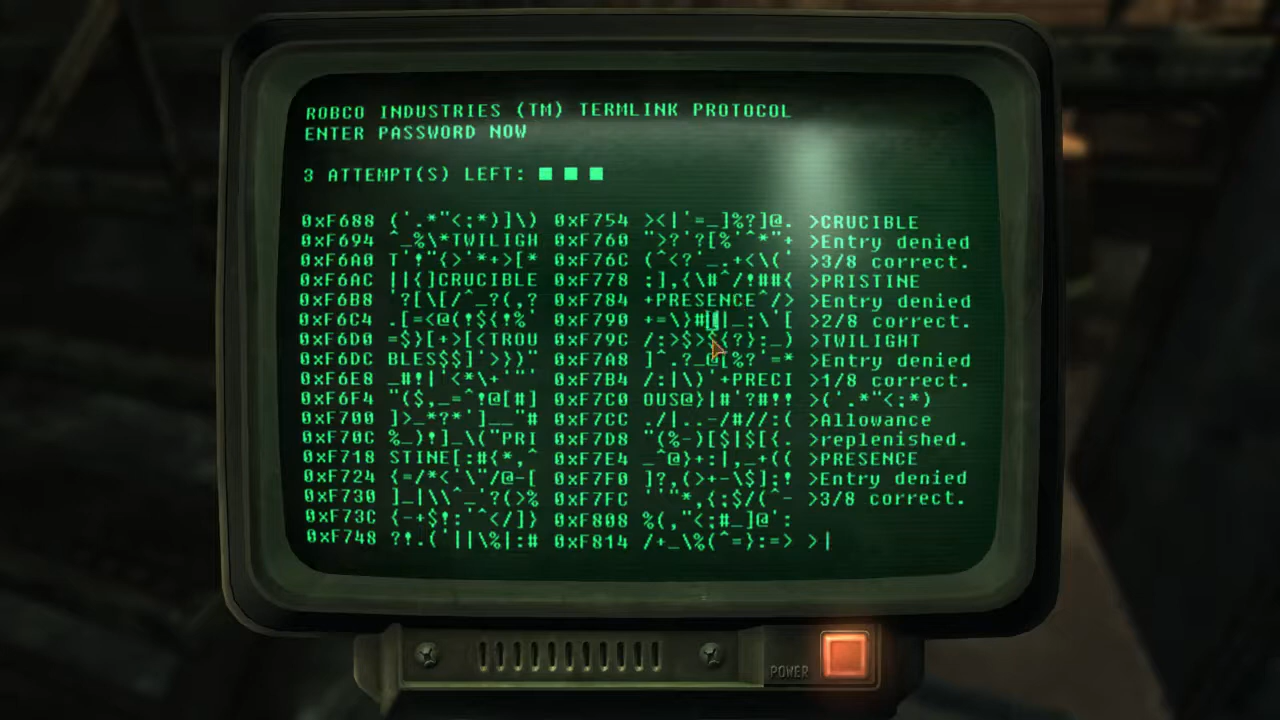 ROBCO INDUSTRIES (TM) TERMLINK PROTOCOL
ENTER PASSWORD NOW
3 ATTEMPT(S) LEFT: ■ ■ ■
0xF688 ('.*"<;*)]\) 0xF754 ><|'=_]%?]@. >CRUCIBLE
0xF694 ^_%\*TWILIGH 0xF760 ">?'?[%'^*"+ >Entry denied
0xF6A0 T'!"{>'*+>[* 0xF76C (^<?'_.+<\(' >3/8 correct.
0xF6AC ||{]CRUCIBLE 0xF778 :],{\#^/!##{ >PRISTINE
0xF6B8 '?[\[/^_?(,? 0xF784 +PRESENCE^/> >Entry denied
0xF6C4 .[=<@(!${!%' 0xF790 +=\}#[!|_;\'[ >2/8 correct.
0xF6D0 =$}[+>[<TROU 0xF79C /:>$>${?}:_) >TWILIGHT
0xF6DC BLES$$]'>})" 0xF7A8 ]^.?_@[%?'=* >Entry denied
0xF6E8 _#!|'<*\+'"' 0xF7B4 /:|\)'+PRECI >1/8 correct.
0xF6F4 "($,_=^!@[#] 0xF7C0 OUS@}|#'?#!! >('.*"<;*)
0xF700 ]>_*?*']__"# 0xF7CC ./|..-/#//:( >Allowance
0xF70C %_)!]_\("PRI 0xF7D8 "(%-)[$|$[{. >replenished.
0xF718 STINE[:#{*,^ 0xF7E4 _^@}+:|,_+(( >PRESENCE
0xF724 {=/*<'\"/@-[ 0xF7F0 ]?,(>+-\$];! >Entry denied
0xF730 ]_|\\^_'?(>% 0xF7FC ''"*,{;$/(^- >3/8 correct.
0xF73C {-+$!;'^</]} 0xF808 %(,"<;#_]@':
0xF748 ?!.('||\%|:# 0xF814 /+_\%(^=}:=> >|
POWER